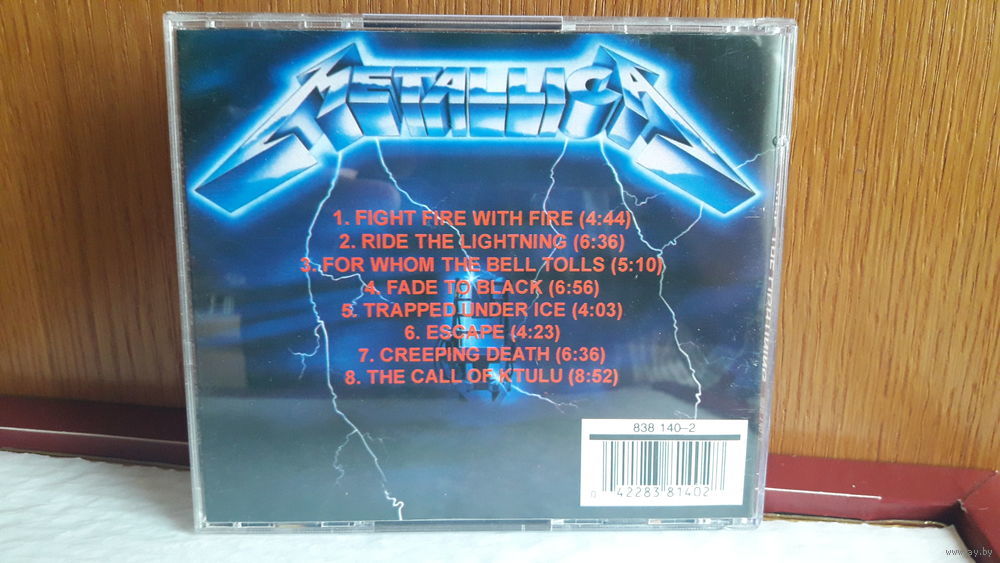 METALLICA
1. FIGHT FIRE WITH FIRE (4:44)
2. RIDE THE LIGHTNING (6:36)
3. FOR WHOM THE BELL TOLLS (5:10)
4. FADE TO BLACK (6:56)
5. TRAPPED UNDER ICE (4:03)
6. ESCAPE (4:23)
7. CREEPING DEATH (6:36)
8. THE CALL OF KTULU (8:52)
838 140-2
0 42283 81402
www.ay.by